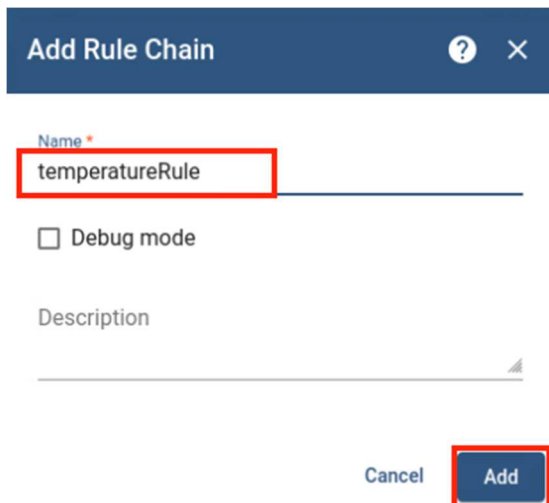 Add Rule Chain
Name *
temperatureRule
Debug mode
Description
Cancel Add